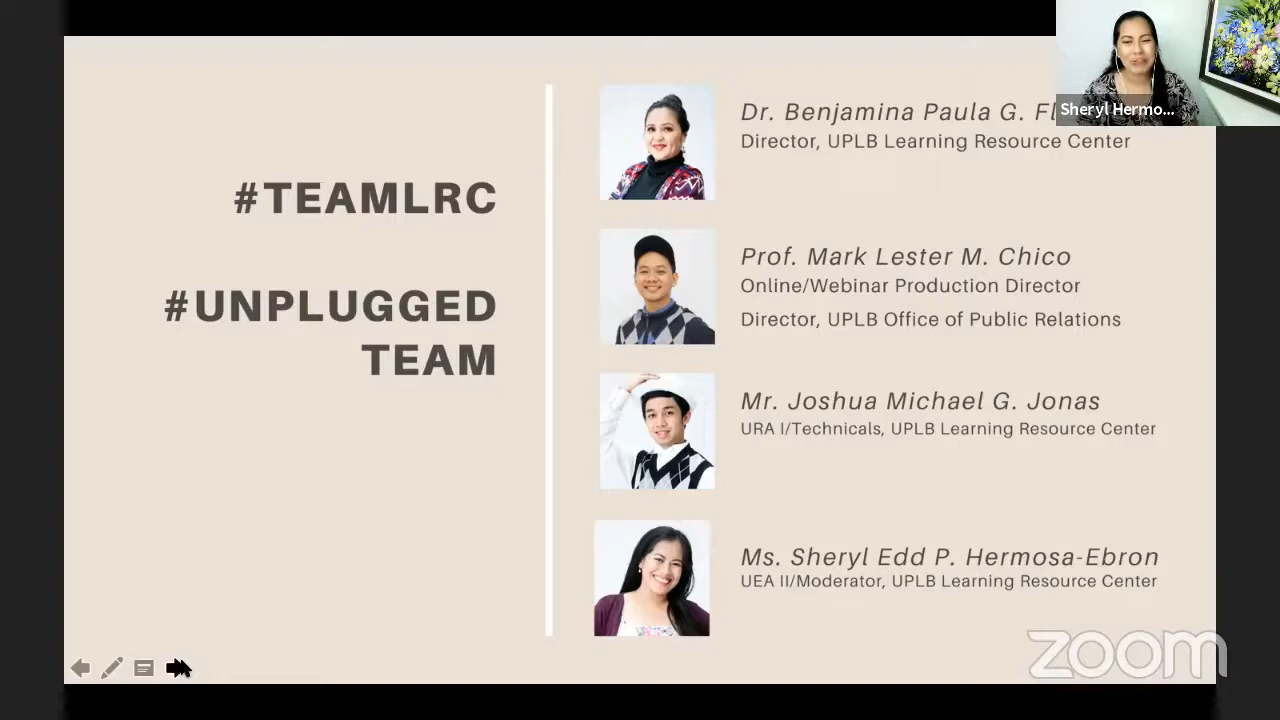 #TEAMLRC
#UNPLUGGED
TEAM
Dr. Benjamina Paula G.
Director, UPLB Learning Resource Center
Prof. Mark Lester M. Chico
Online/Webinar Production Director
Director, UPLB Office of Public Relations
Mr. Joshua Michael G. Jonas
URA I/Technicals, UPLB Learning Resource Center
Ms. Sheryl Edd P. Hermosa-Ebron
UEA II/Moderator, UPLB Learning Resource Center
Sheryl Hermo...
zoom